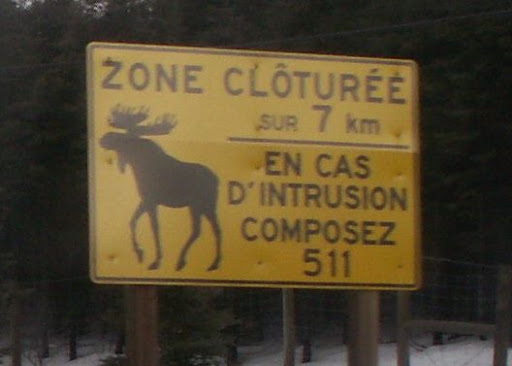 ZONE CLÔTURÉE
SUR 7 km
EN CAS
D'INTRUSION
COMPOSEZ
511